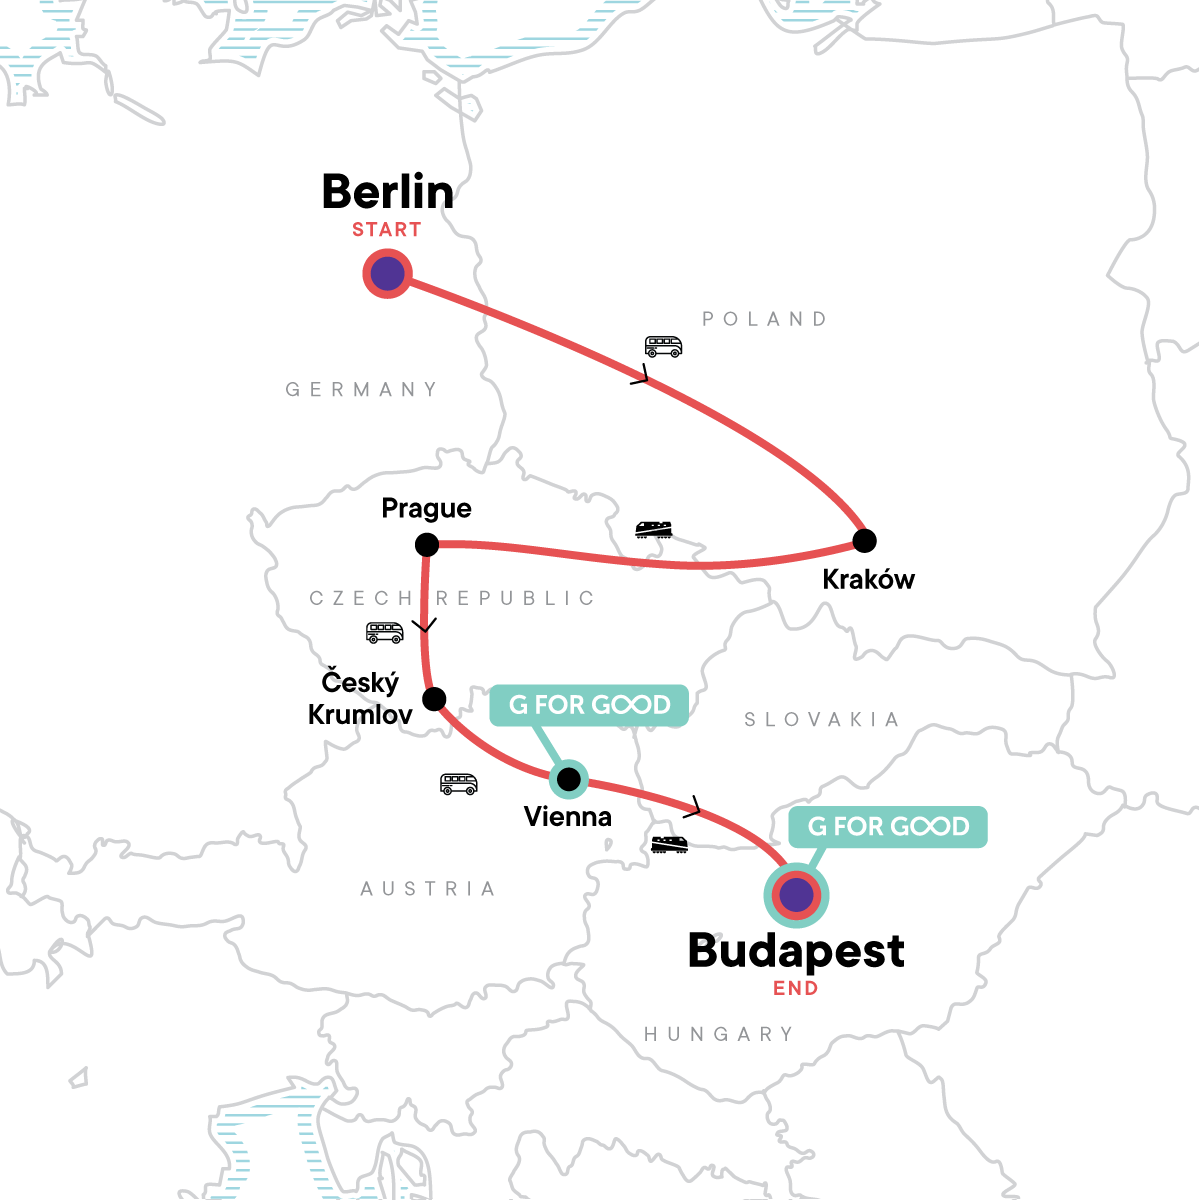 Berlin
START
POLAND
GERMANY
Prague
Kraków
CZECH REPUBLIC
Český
Krumlov
G FOR GOOD
SLOVAKIA
Vienna
G FOR GOOD
AUSTRIA
Budapest
END
HUNGARY